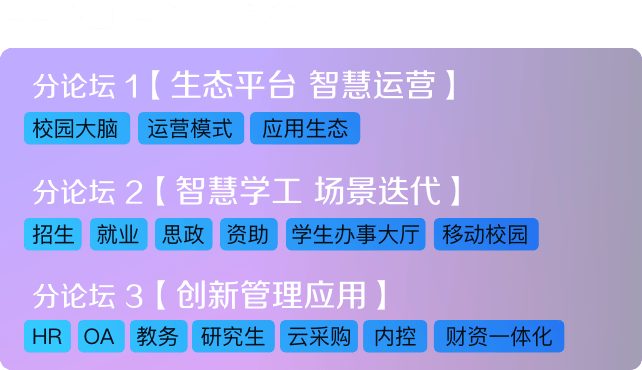 分论坛 1【 生态平台 智慧运营 】
校园大脑 运营模式 应用生态
分论坛 2【 智慧学工 场景迭代 】
招生 就业 思政 资助 学生办事大厅 移动校园
分论坛 3【 创新管理应用 】
HR OA 教务 研究生 云采购 内控 财资一体化